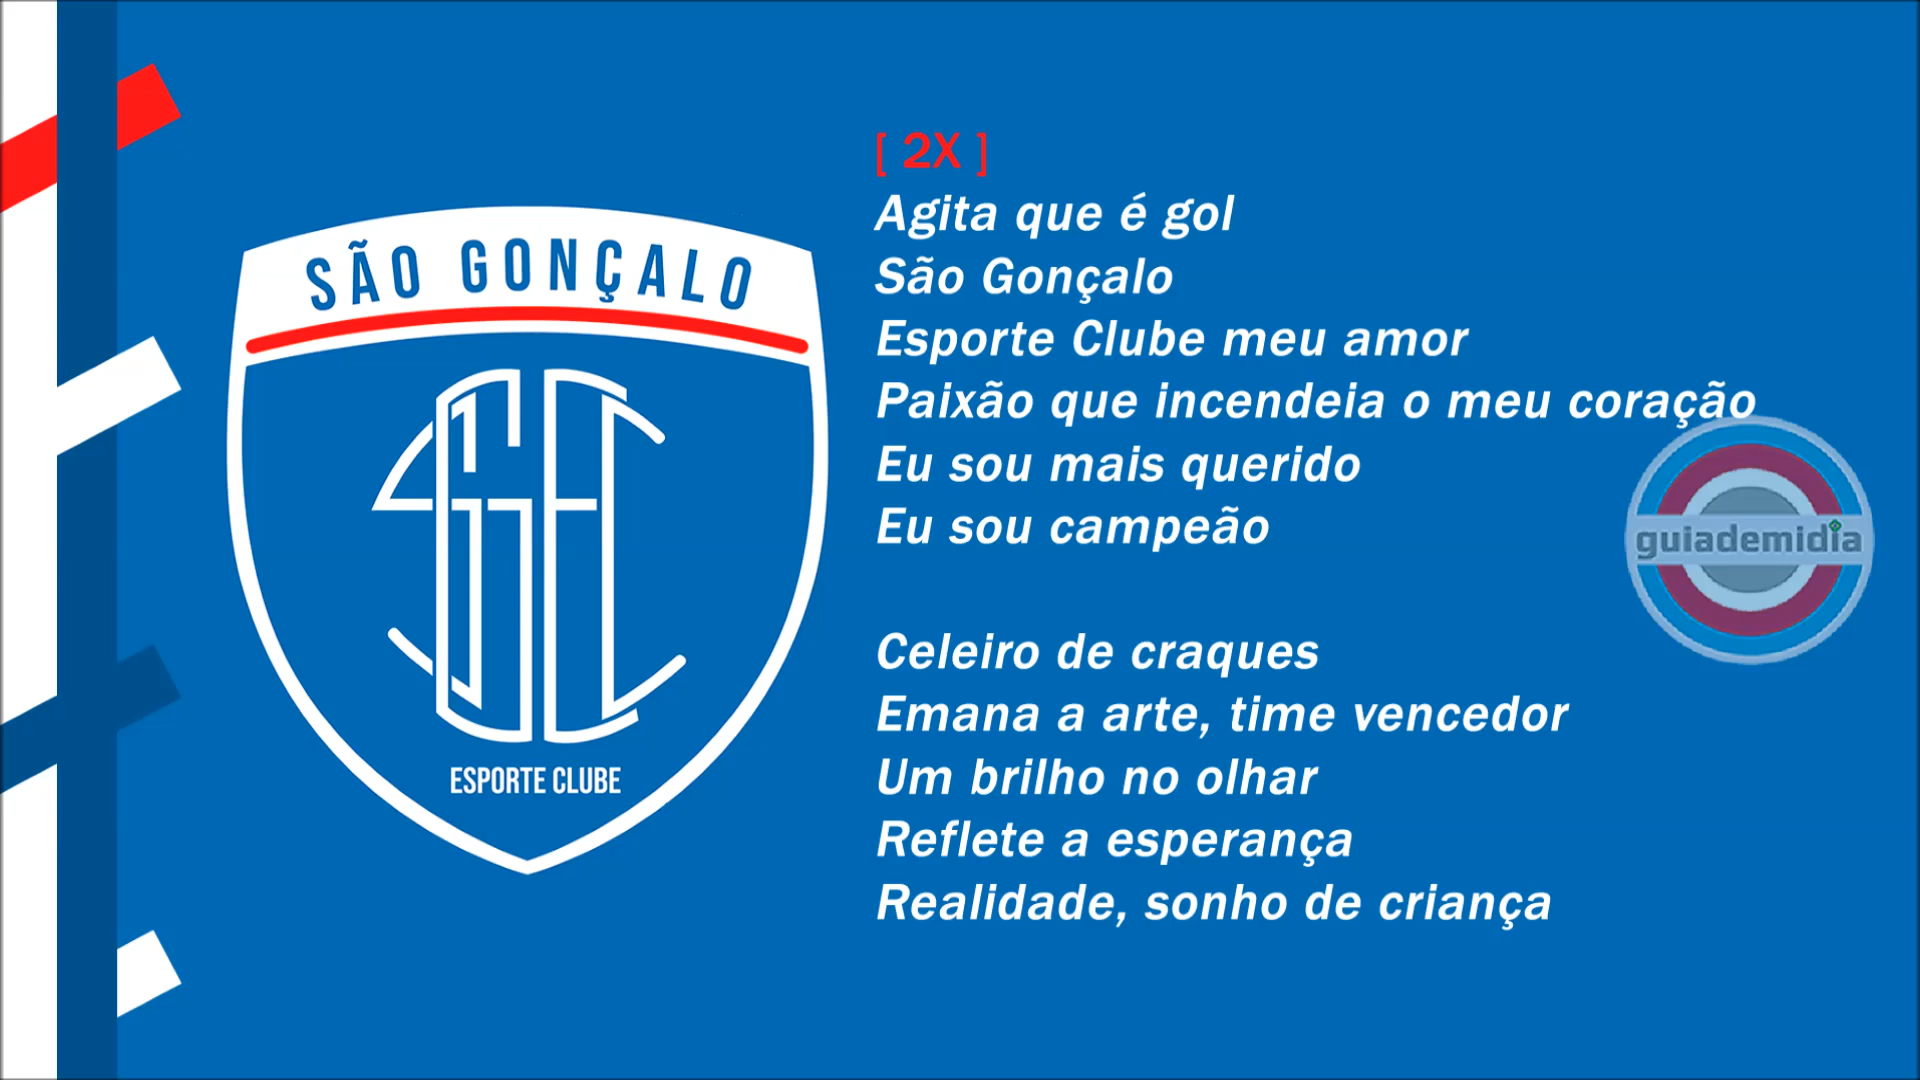 SÃO GONÇALO
SGEC
ESPORTE CLUBE
[ 2X ]
Agita que é gol
São Gonçalo
Esporte Clube meu amor
Paixão que incendeia o meu coração
Eu sou mais querido
Eu sou campeão
Celeiro de craques
Emana a arte, time vencedor
Um brilho no olhar
Reflete a esperança
Realidade, sonho de criança
guiademidia